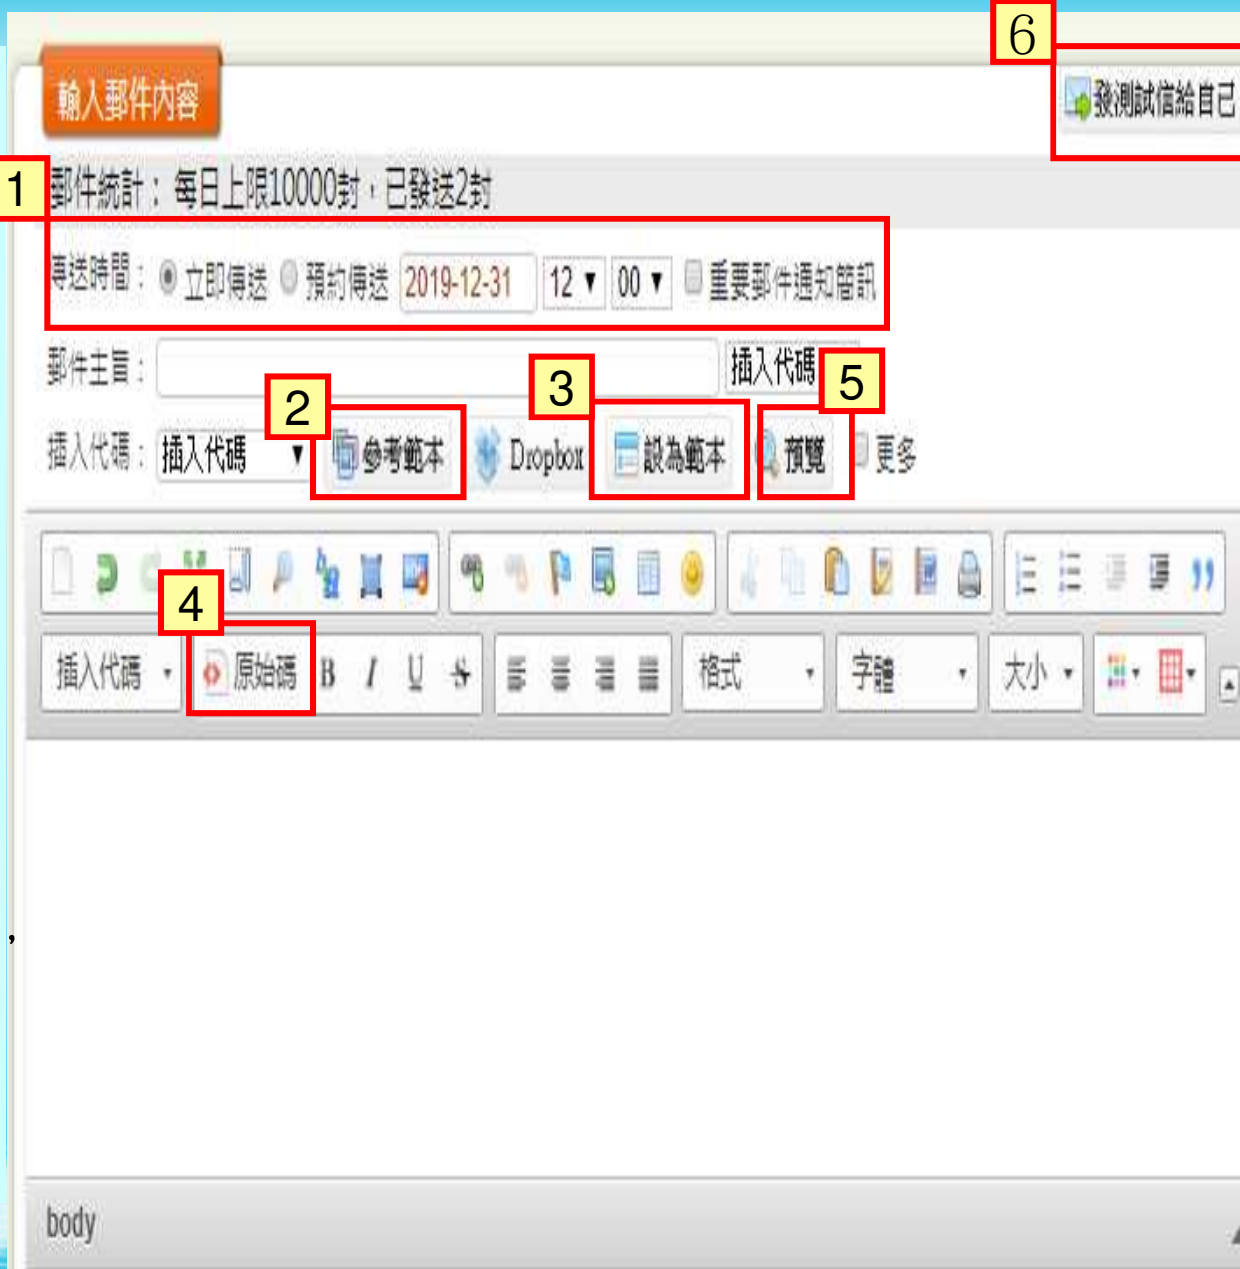 6
輸入郵件內容
發測試信給自己
1
郵件統計：每日上限10000封，已發送2封
傳送時間： 立即傳送 預約傳送 2019-12-31 12 00 重要郵件通知簡訊
郵件主旨： 插入代碼
2 3 5
插入代碼： 插入代碼 參考範本 Dropbox 設為範本 預覽 更多
4
插入代碼 原始碼 B I U S 格式 字體 大小
,
body